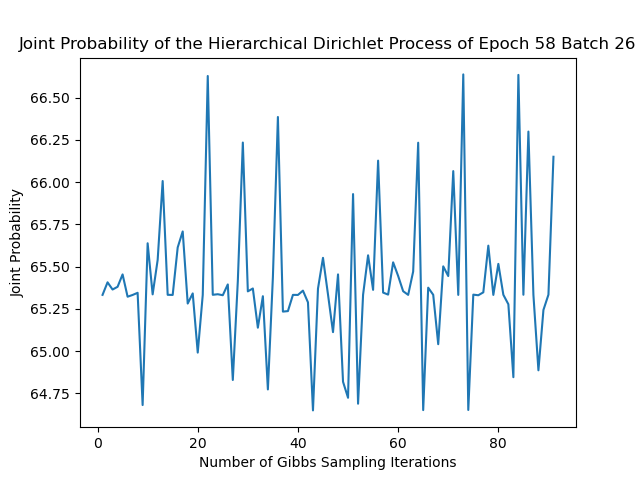 Joint Probability of the Hierarchical Dirichlet Process of Epoch 58 Batch 26
66.50
66.25
66.00
65.75
65.50
65.25
65.00
64.75
Joint Probability
0 20 40 60 80
Number of Gibbs Sampling Iterations